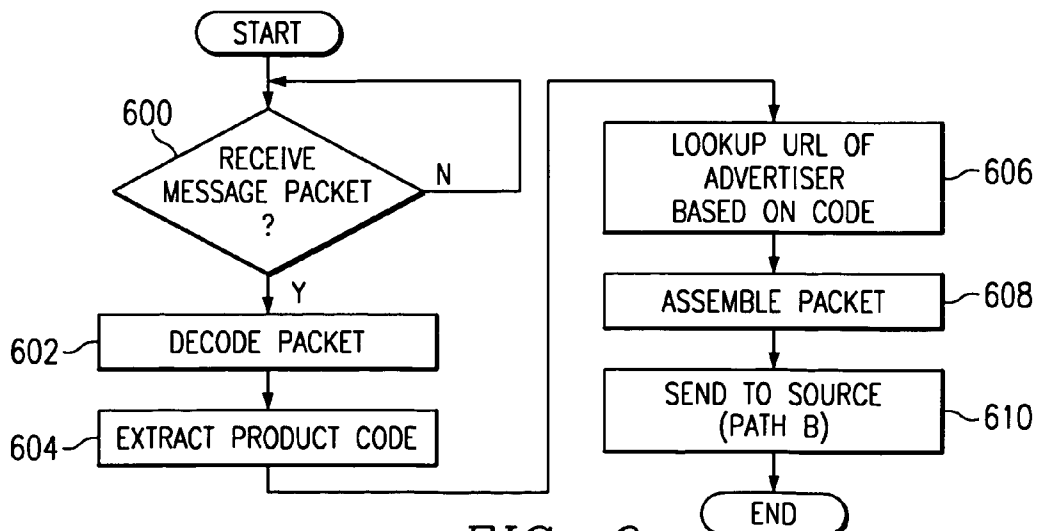 START
600
RECEIVE
MESSAGE PACKET
?
N
Y
602
DECODE PACKET
604
EXTRACT PRODUCT CODE
LOOKUP URL OF
ADVERTISER
BASED ON CODE
606
ASSEMBLE PACKET
608
SEND TO SOURCE
(PATH B)
610
END